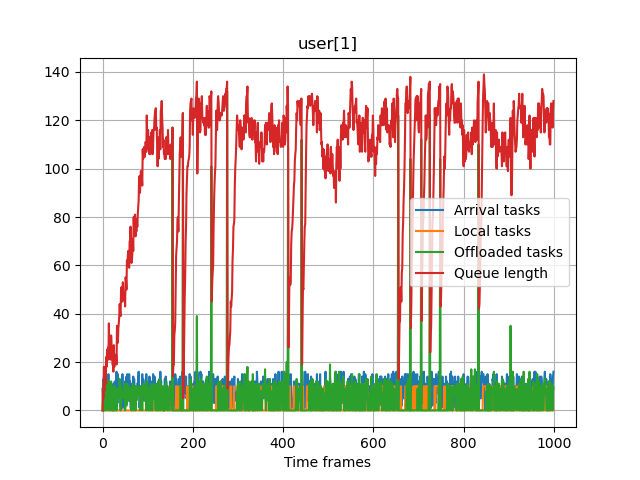 user[1]
140
120
100
80
60
40
20
0
Arrival tasks
Local tasks
Offloaded tasks
Queue length
0 200 400 600 800 1000
Time frames